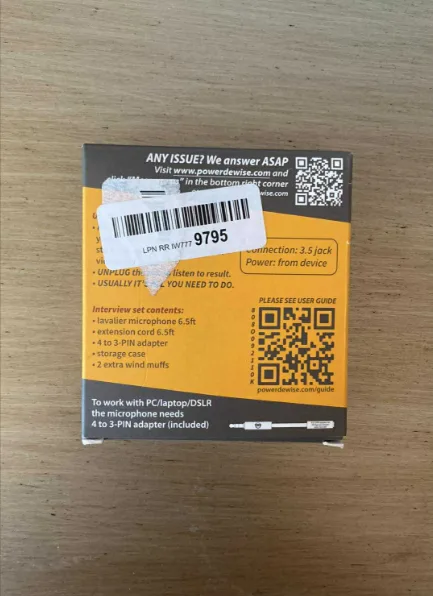 ANY ISSUE? We answer ASAP
Visit www.powerdewise.com and
in the bottom right corner
LPN RR IW777 9795
Connection: 3.5 jack
Power: from device
• UNPLUG listen to result.
• USUALLY YOU NEED TO DO.
PLEASE SEE USER GUIDE
Interview set contents:
• lavalier microphone 6.5ft
• extension cord 6.5ft
• 4 to 3-PIN adapter
• storage case
• 2 extra wind muffs
powerdewise.com/guide
To work with PC/laptop/DSLR
the microphone needs
4 to 3-PIN adapter (included)